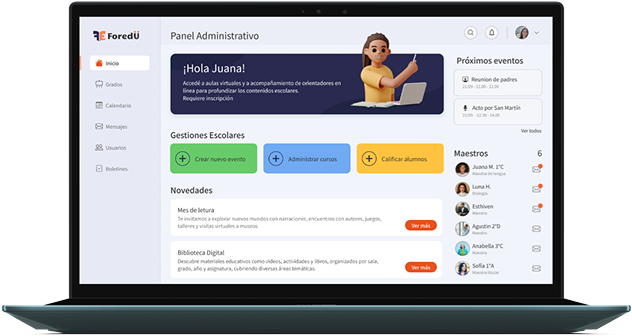 ForedU
Panel Administrativo
Inicio
Grados
Calendario
Mensajes
Usuarios
Boletines
¡Hola Juana!
Accedé a aulas virtuales y a acompañamiento de orientadores en
línea para profundizar los contenidos escolares.
Requiere inscripción
Gestiones Escolares
Crear nuevo evento
Administrar cursos
Calificar alumnos
Novedades
Mes de letura
Te invitamos a explorar nuevos mundos con narraciones, encuentros con autores, juegos,
talleres y visitas virtuales a museos.
Ver más
Biblioteca Digital
Descubre materiales educativos como videos, actividades y libros, organizados por sala,
grado, año y asignatura, cubriendo diversas áreas temáticas.
Ver más
Próximos eventos
Reunion de padres
21/09 - 11.00 - 12.00
Acto por San Martín
21/09 - 12.30 - 14.00
Ver todos
Maestros 6
Juana M. 1°C
Maestra de lengua
Luna H.
Biología
Esthiven
Maestro
Agustin 2°D
Maestro
Anabella 3°C
Maestra
Sofía 1°A
Maestra titular